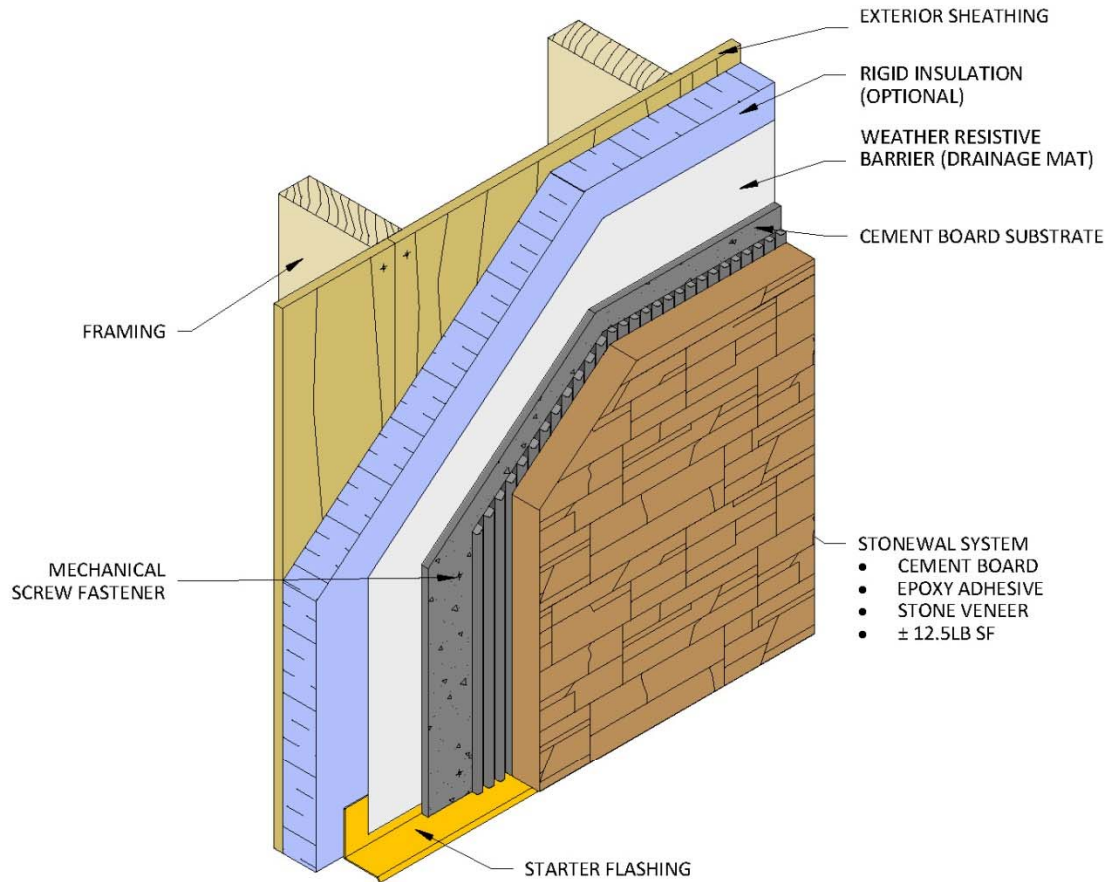 EXTERIOR SHEATHING
RIGID INSULATION
(OPTIONAL)
WEATHER RESISTIVE
BARRIER (DRAINAGE MAT)
CEMENT BOARD SUBSTRATE
FRAMING
MECHANICAL
SCREW FASTENER
STONEWAL SYSTEM
• CEMENT BOARD
• EPOXY ADHESIVE
• STONE VENEER
• ± 12.5LB SF
STARTER FLASHING